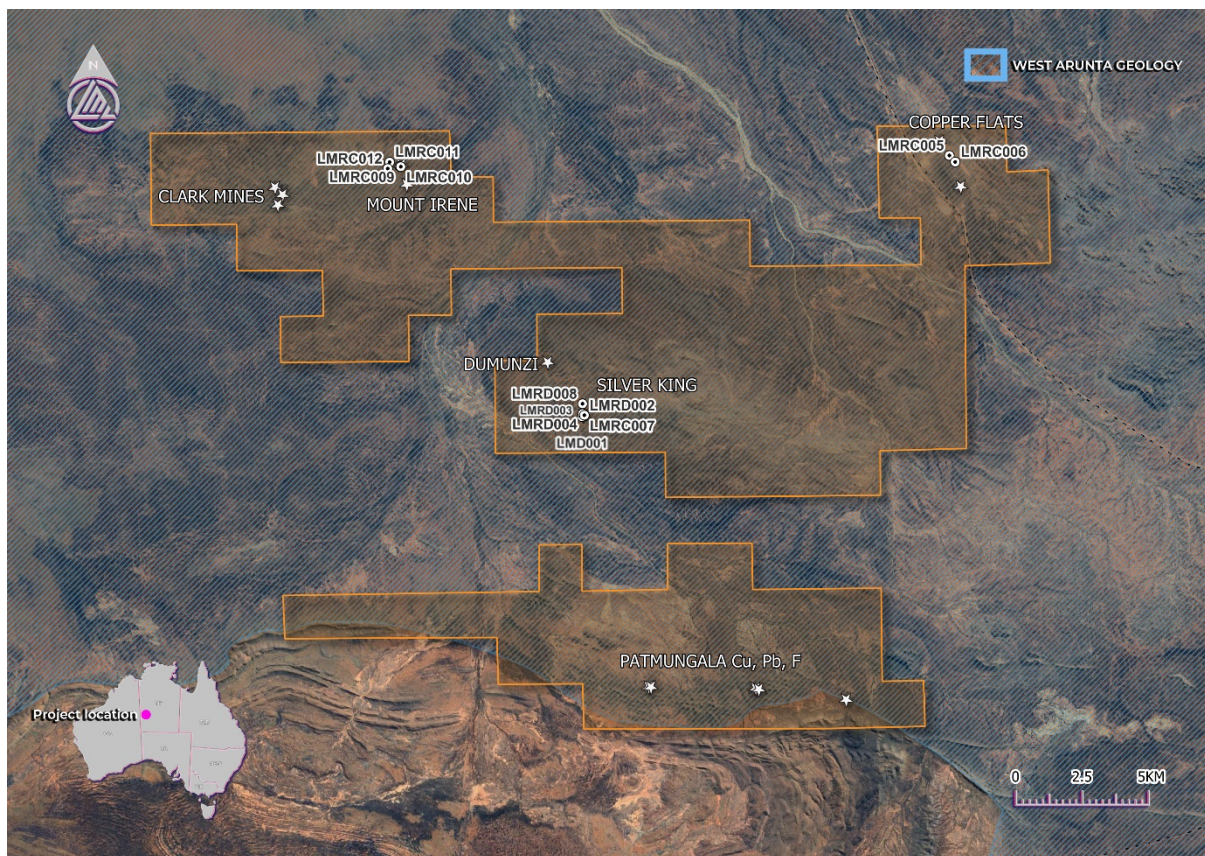 N
WEST ARUNTA GEOLOGY
COPPER FLATS
LMRC005
LMRC006
LMRC012
LMRC011
LMRC009
LMRC010
CLARK MINES
MOUNT IRENE
DUMUNZI
SILVER KING
LMRD008
LMRD002
LMRD003
LMRD004
LMRC007
LMD001
PATMUNGALA Cu, Pb, F
Project location
0 2.5 5KM